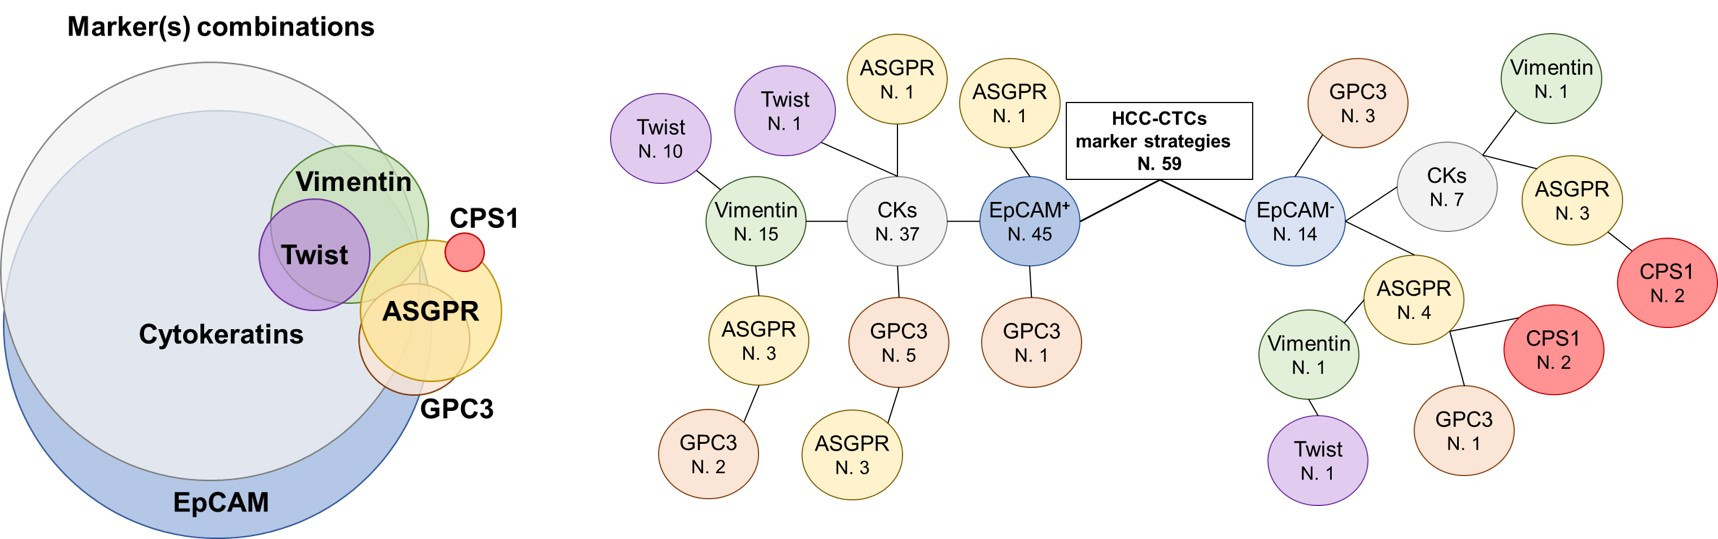 Marker(s) combinations
Vimentin
CPS1
Twist
ASGPR
Cytokeratins
GPC3
EpCAM
HCC-CTCs
marker strategies
N. 59
EpCAM⁺
N. 45
ASGPR
N. 1
GPC3
N. 1
CKs
N. 37
ASGPR
N. 1
Twist
N. 1
GPC3
N. 5
ASGPR
N. 3
Vimentin
N. 15
Twist
N. 10
ASGPR
N. 3
GPC3
N. 2
EpCAM⁻
N. 14
GPC3
N. 3
CKs
N. 7
Vimentin
N. 1
ASGPR
N. 3
CPS1
N. 2
ASGPR
N. 4
Vimentin
N. 1
Twist
N. 1
GPC3
N. 1
CPS1
N. 2